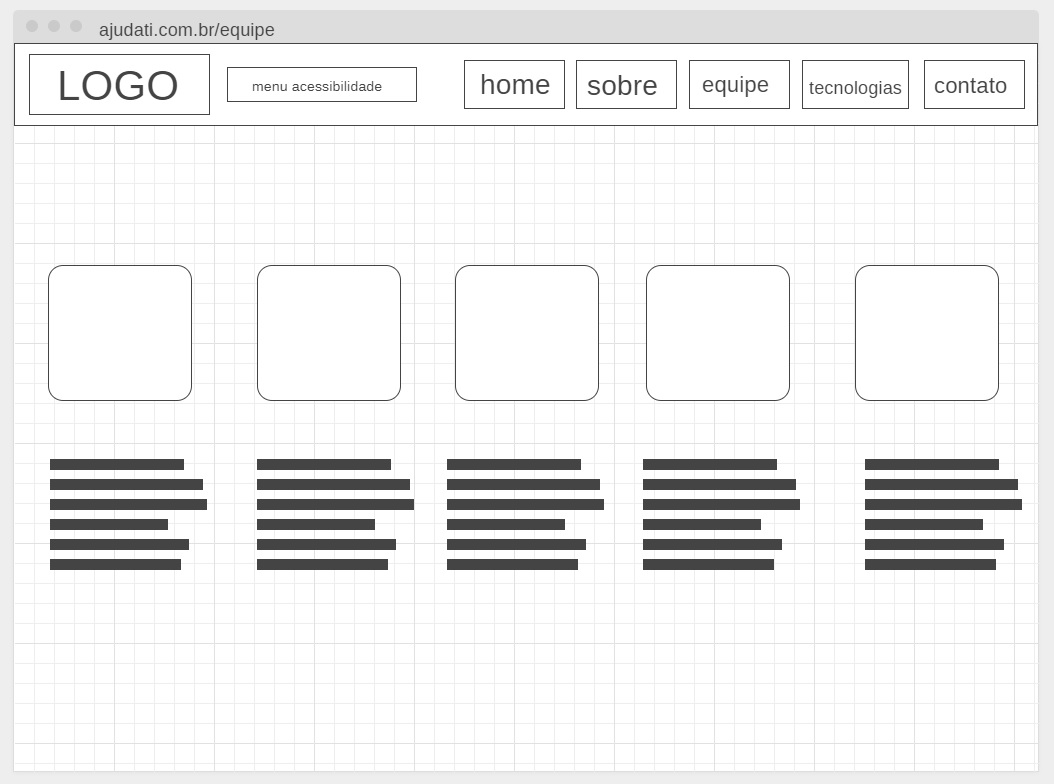 ajudati.com.br/equipe
LOGO
menu acessibilidade
home
sobre
equipe
tecnologias
contato